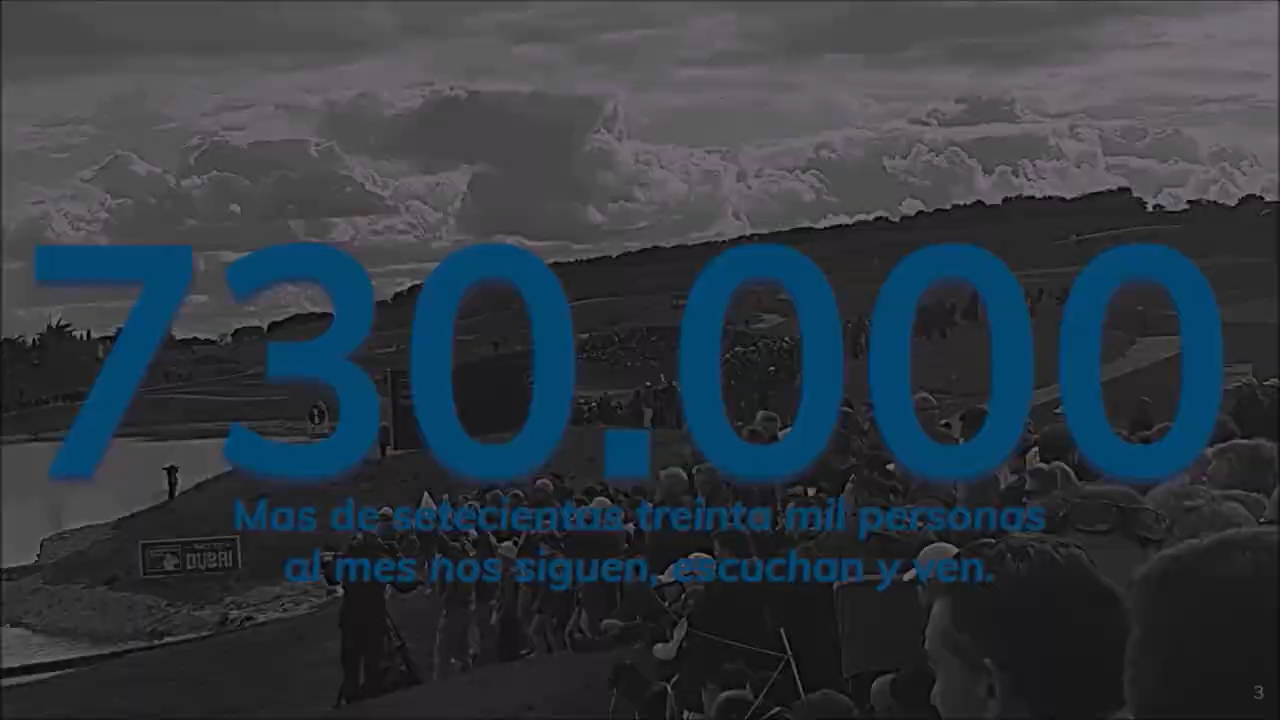 730.000
Mas de setecientas treinta mil personas
al mes nos siguen, escuchan y ven.
DUBAI
3